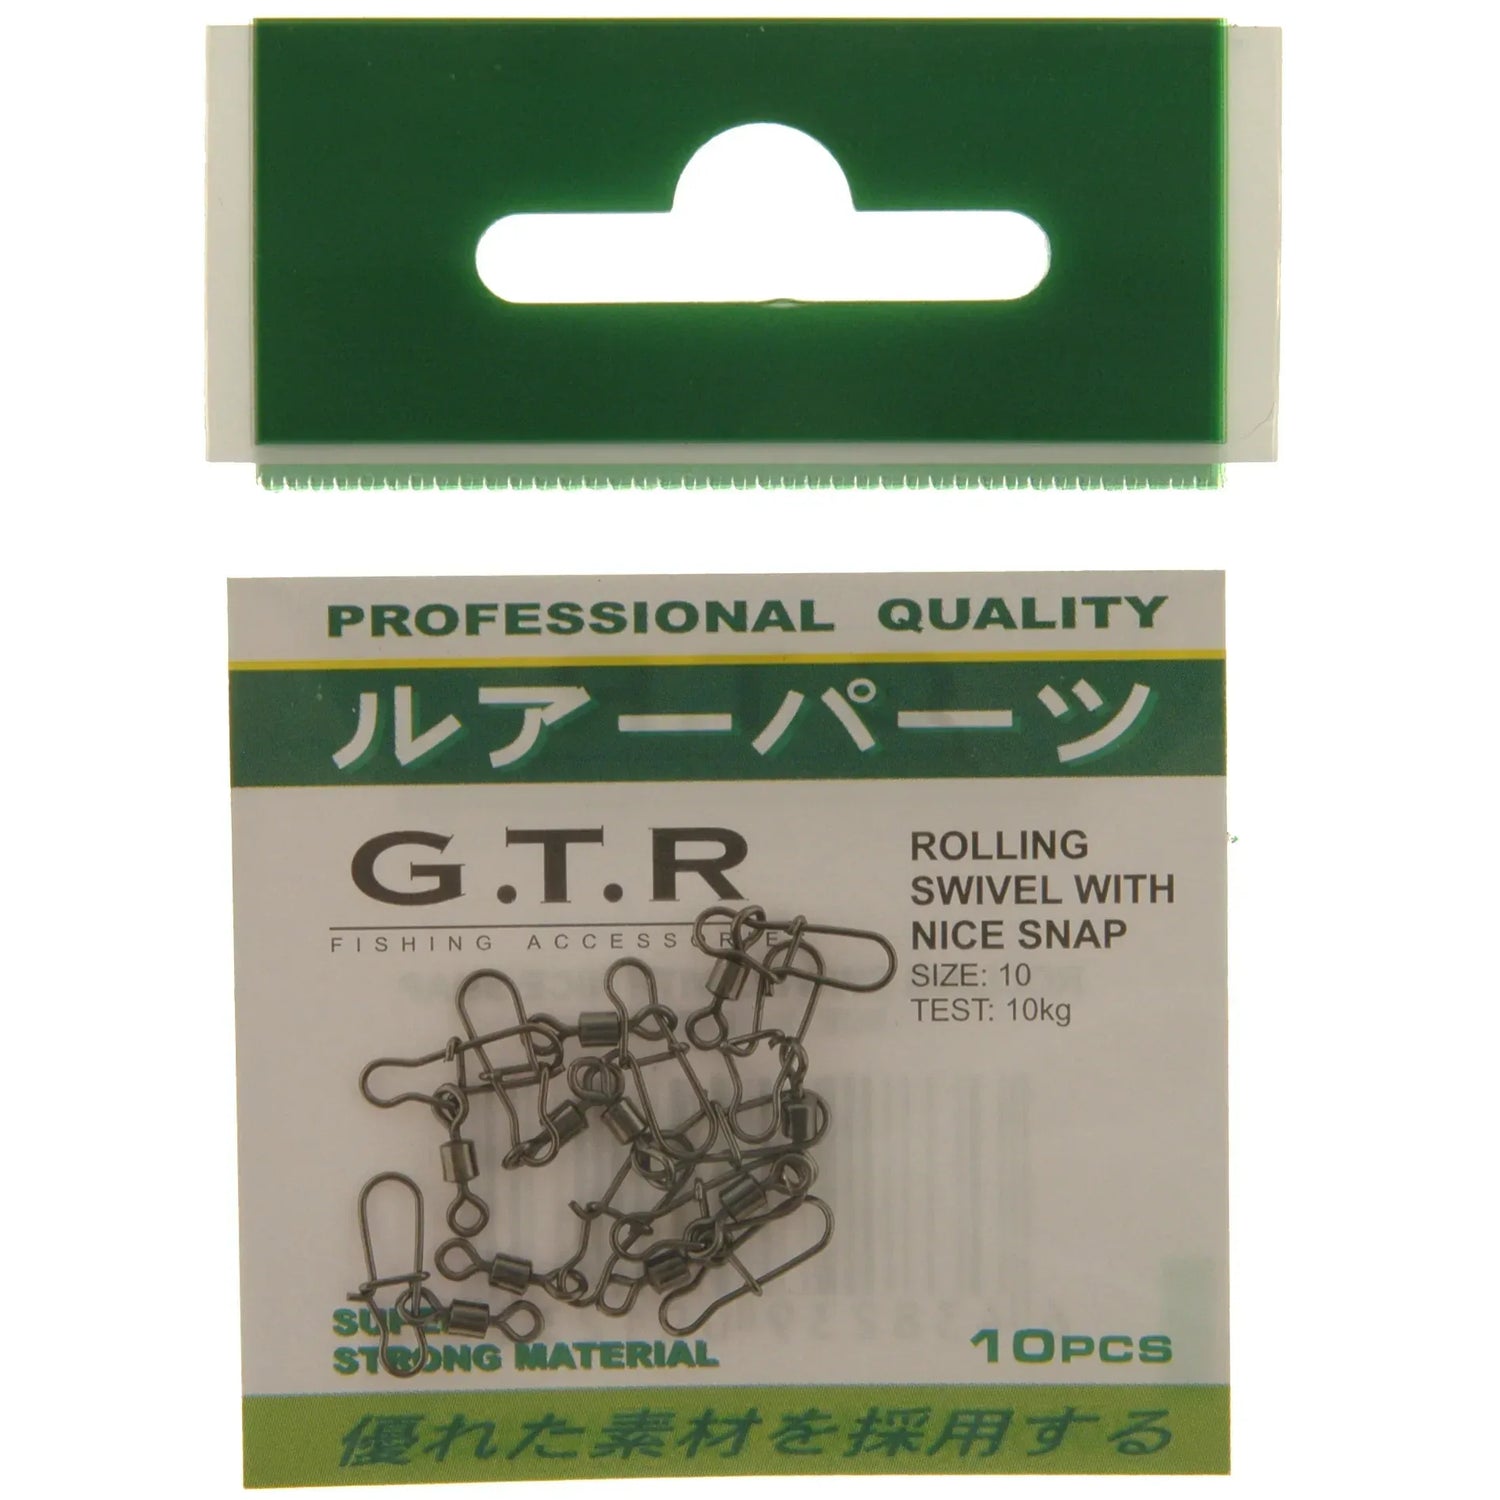 PROFESSIONAL QUALITY
ルアーパーツ
G.T.R
FISHING
ROLLING
SWIVEL WITH
NICE SNAP
SIZE: 10
TEST: 10kg
STRONG MATERIAL
10PCS
優れた素材を採用する